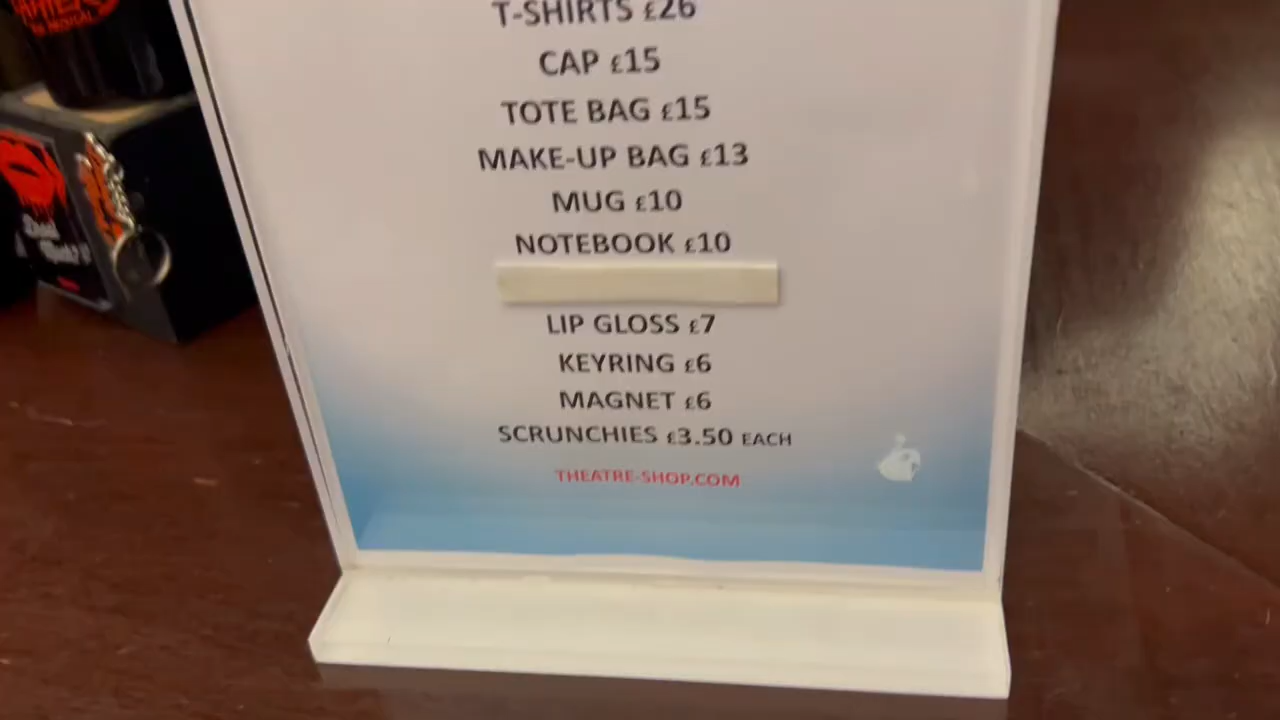 T-SHIRTS £26
CAP £15
TOTE BAG £15
MAKE-UP BAG £13
MUG £10
NOTEBOOK £10
LIP GLOSS £7
KEYRING £6
MAGNET £6
SCRUNCHIES £3.50 EACH
THEATRE-SHOP.COM